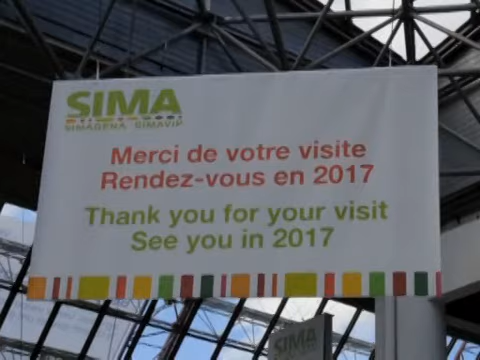 SIMA
SIMAGENA SIMAVIP
Merci de votre visite
Rendez-vous en 2017
Thank you for your visit
See you in 2017
SIMA